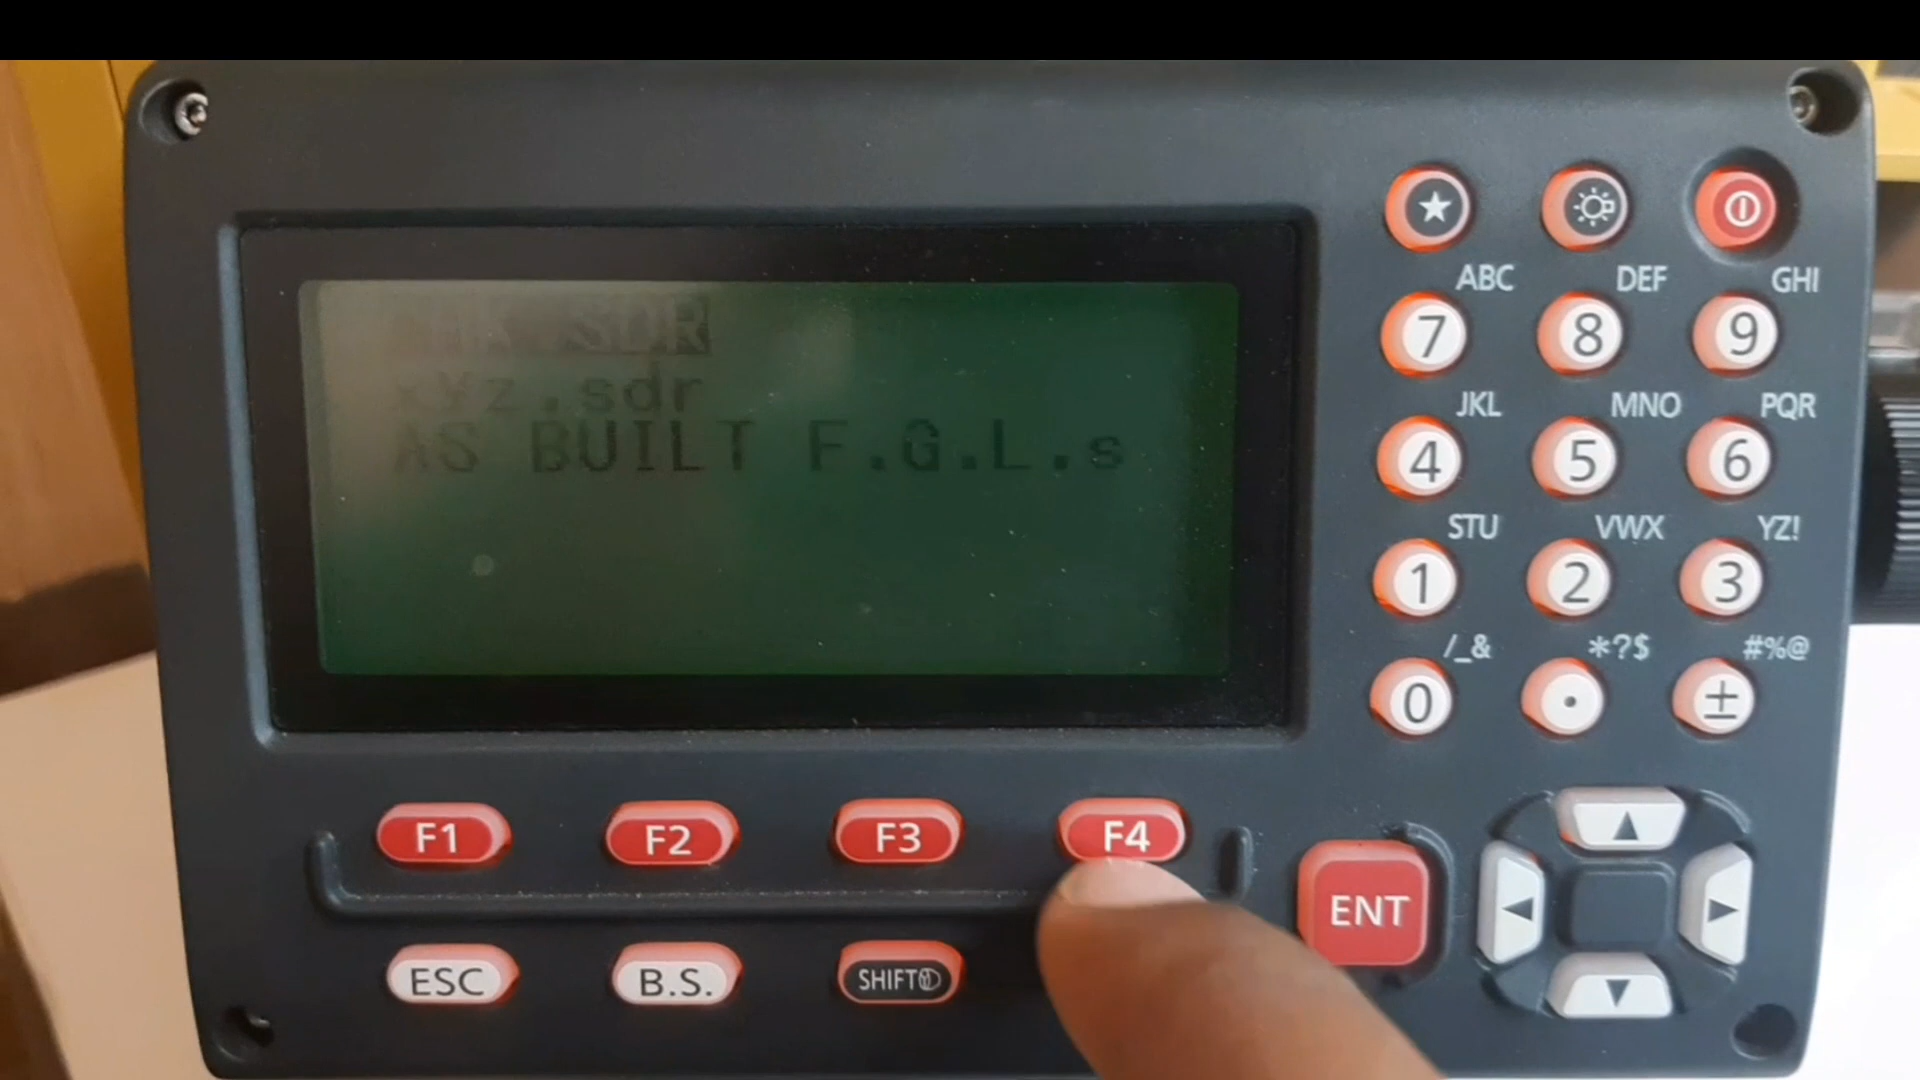 SDR
xYz.sdr
AS BUILT F.G.L.s
ABC DEF GHI
7 8 9
JKL MNO PQR
4 5 6
STU VWX YZ!
1 2 3
/_& *?$ #%@
0 . ±
F1 F2 F3 F4
ENT
ESC B.S. SHIFT